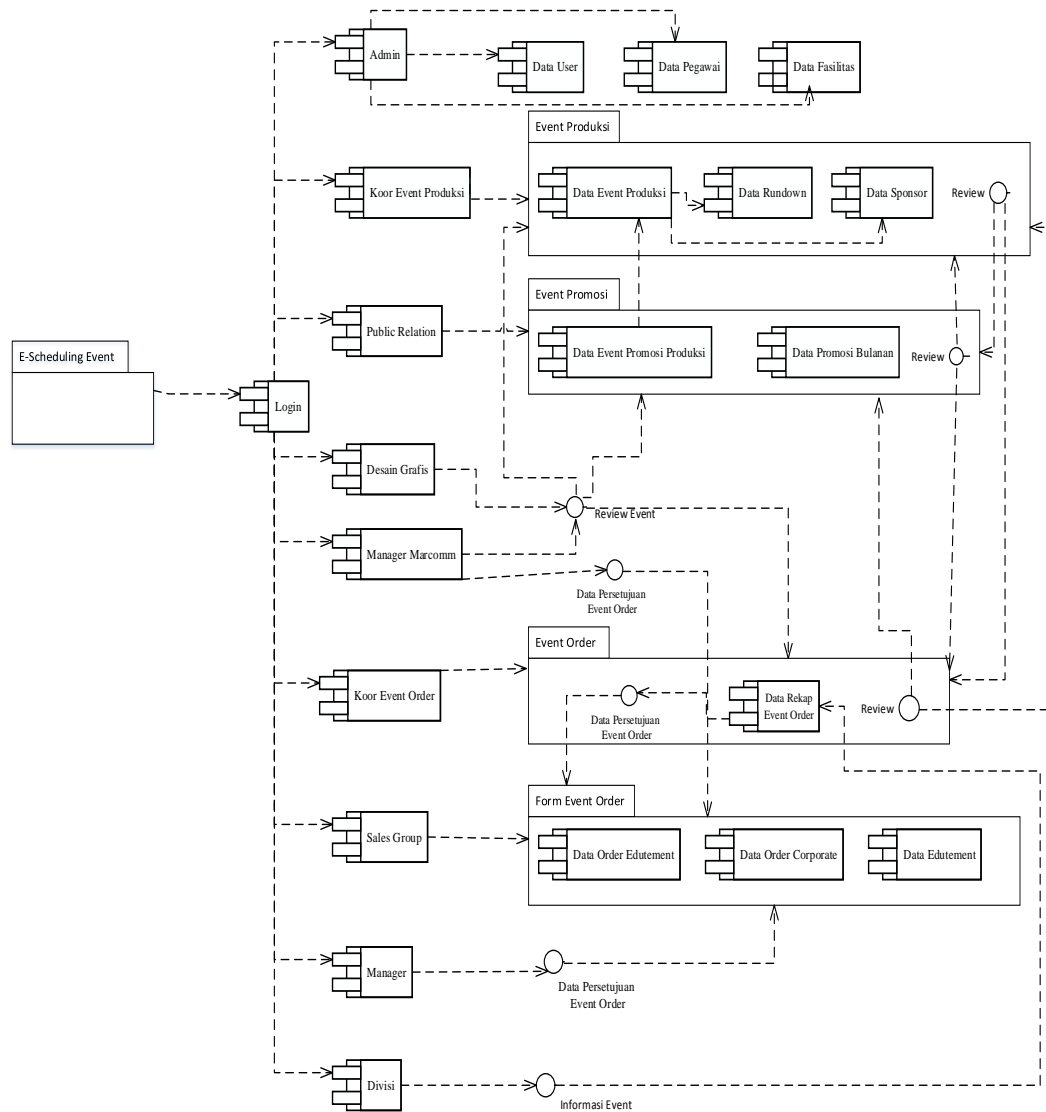 Admin
Data User
Data Pegawai
Data Fasilitas
Event Produksi
Koor Event Produksi
Data Event Produksi
Data Rundown
Data Sponsor
Review
Event Promosi
Public Relation
Data Event Promosi Produksi
Data Promosi Bulanan
Review
E-Scheduling Event
Login
Desain Grafis
Review Event
Manager Marcomm
Data Persetujuan
Event Order
Event Order
Koor Event Order
Data Persetujuan
Event Order
Data Rekap
Event Order
Review
Form Event Order
Sales Group
Data Order Edutement
Data Order Corporate
Data Edutement
Manager
Data Persetujuan
Event Order
Divisi
Informasi Event